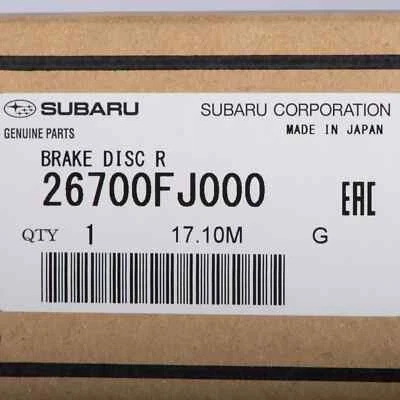 SUBARU SUBARU CORPORATION
GENUINE PARTS MADE IN JAPAN
BRAKE DISC R
26700FJ000 EAC
QTY 1 17.10M G